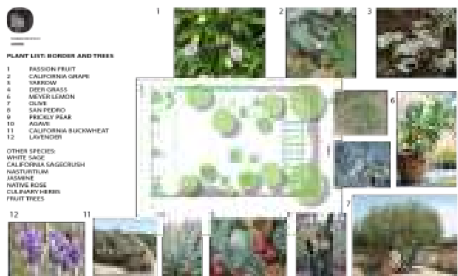 PLANT LIST: BORDER AND TREES
1 PASSION FRUIT
2 CALIFORNIA GRAPE
3 YARROW
4 DEER GRASS
6 MEYER LEMON
7 OLIVE
8 SAN PEDRO
9 PRICKLY PEAR
10 AGAVE
11 CALIFORNIA BUCKWHEAT
12 LAVENDER
OTHER SPECIES:
WHITE SAGE
CALIFORNIA SAGEBRUSH
NASTURTIUM
JASMINE
NATIVE ROSE
CULINARY HERBS
FRUIT TREES
1
2
3
6
7
12
11